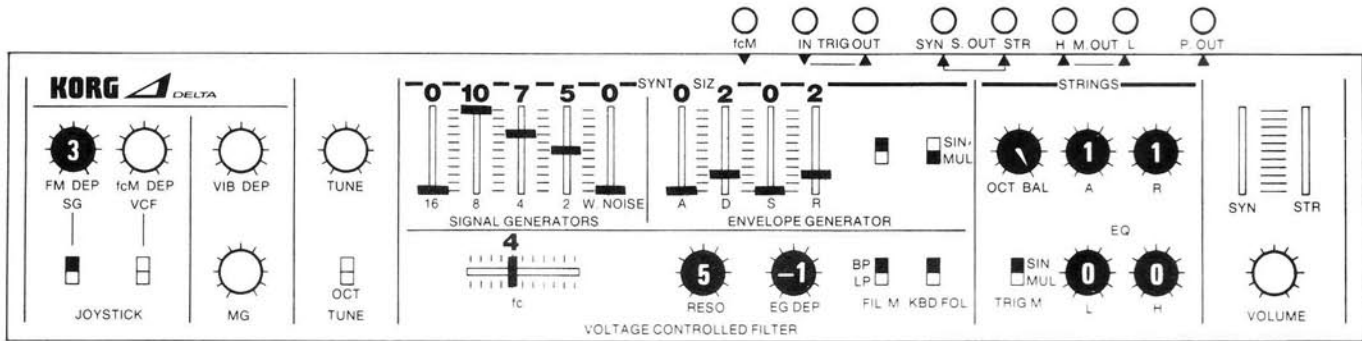 fcM IN TRIG OUT SYN S. OUT STR H M. OUT L P. OUT
KORG DELTA
SYNT SIZ
STRINGS
0 10 7 5 0 0 2 0 2
3
FM DEP fcM DEP VIB DEP TUNE
SG VCF
16 8 4 2 W. NOISE
A D S R
SIN.
MUL
1 1
OCT BAL A R
SIGNAL GENERATORS ENVELOPE GENERATOR
SYN STR
EQ
4
fc
5 -1
RESO EG DEP
BP
LP
FIL M KBD FOL
SIN
MUL
TRIG M
0 0
L H
OCT
JOYSTICK MG TUNE
VOLUME
VOLTAGE CONTROLLED FILTER